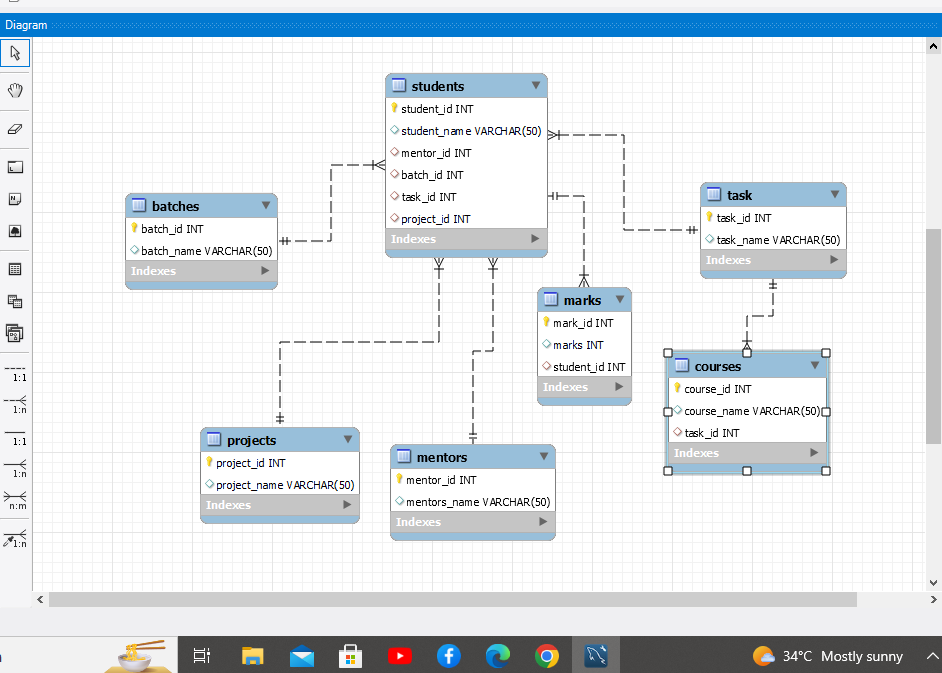 Diagram
students
student_id INT
student_name VARCHAR(50)
mentor_id INT
batch_id INT
task_id INT
project_id INT
Indexes
batches
batch_id INT
batch_name VARCHAR(50)
Indexes
task
task_id INT
task_name VARCHAR(50)
Indexes
marks
mark_id INT
marks INT
student_id INT
Indexes
courses
course_id INT
course_name VARCHAR(50)
task_id INT
Indexes
projects
project_id INT
project_name VARCHAR(50)
Indexes
mentors
mentor_id INT
mentors_name VARCHAR(50)
Indexes
1:1
1:n
1:1
1:n
n:m
1:n
34°C Mostly sunny